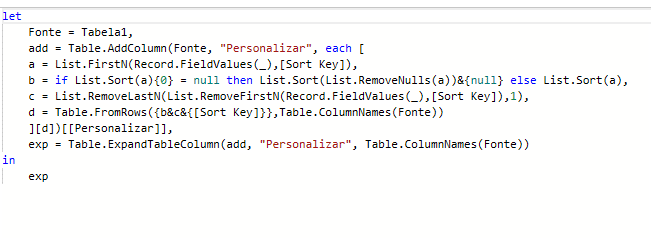 let
Fonte = Tabela1,
add = Table.AddColumn(Fonte, "Personalizar", each [
a = List.FirstN(Record.FieldValues(_),[Sort Key]),
b = if List.Sort(a){0} = null then List.Sort(List.RemoveNulls(a))&{null} else List.Sort(a),
c = List.RemoveLastN(List.RemoveFirstN(Record.FieldValues(_),[Sort Key]),1),
d = Table.FromRows({b&c&{[Sort Key]}},Table.ColumnNames(Fonte))
][d])[[Personalizar]],
exp = Table.ExpandTableColumn(add, "Personalizar", Table.ColumnNames(Fonte))
in
exp